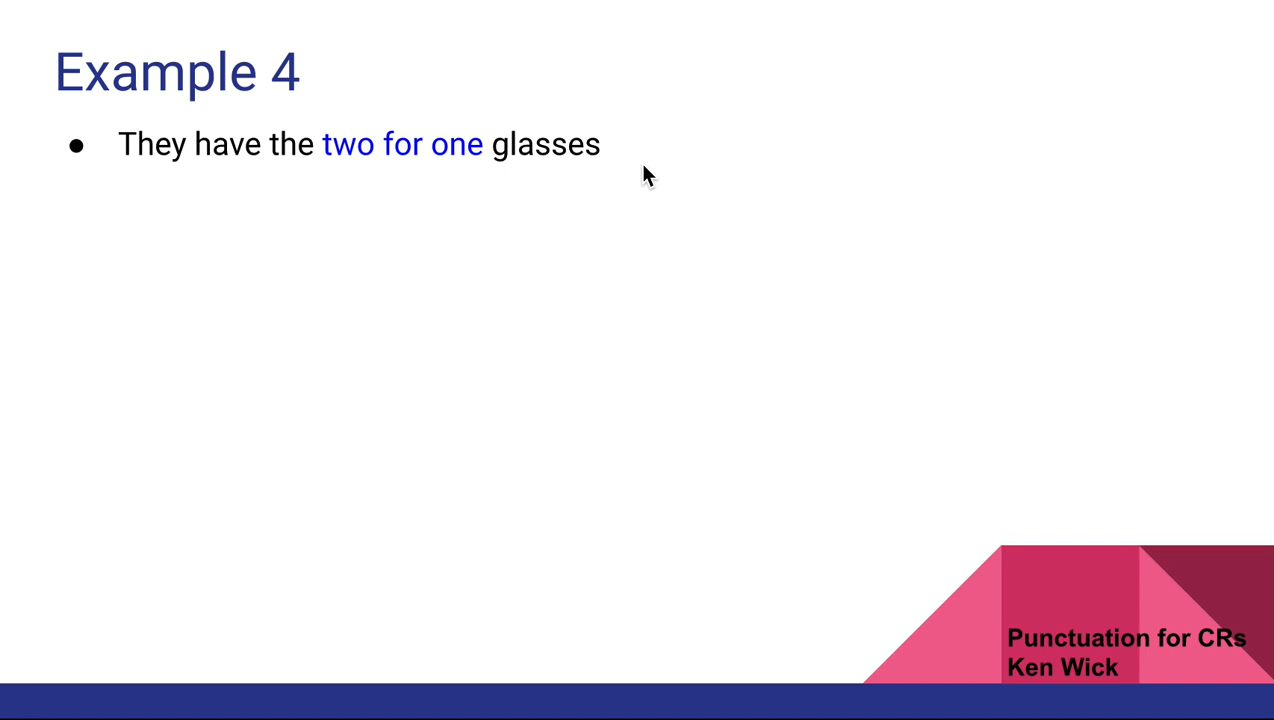 Example 4
● They have the two for one glasses
Punctuation for CRs
Ken Wick